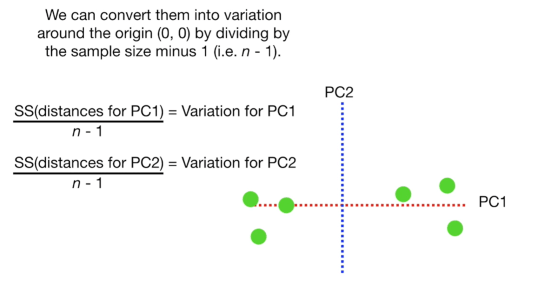 We can convert them into variation
around the origin (0, 0) by dividing by
the sample size minus 1 (i.e. n - 1).
PC2
SS(distances for PC1) = Variation for PC1
n - 1
SS(distances for PC2) = Variation for PC2
n - 1
PC1